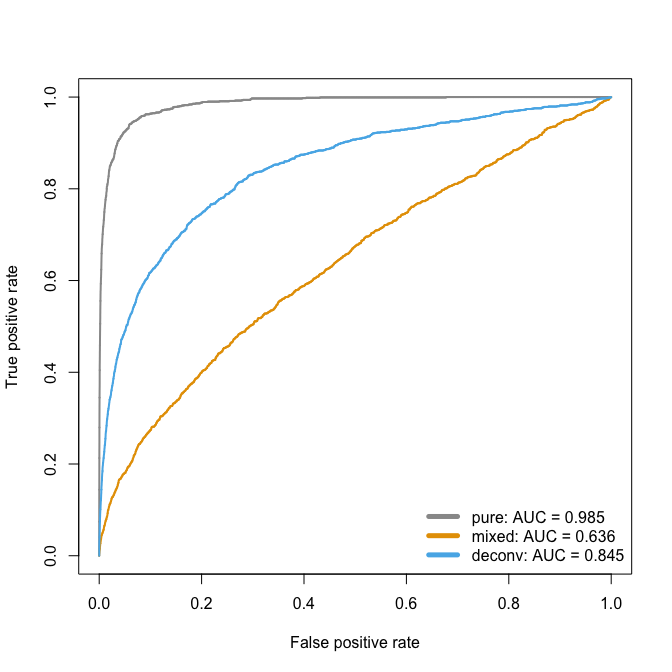 True positive rate
1.0
0.8
0.6
0.4
0.2
0.0
pure: AUC = 0.985
mixed: AUC = 0.636
deconv: AUC = 0.845
0.0 0.2 0.4 0.6 0.8 1.0
False positive rate